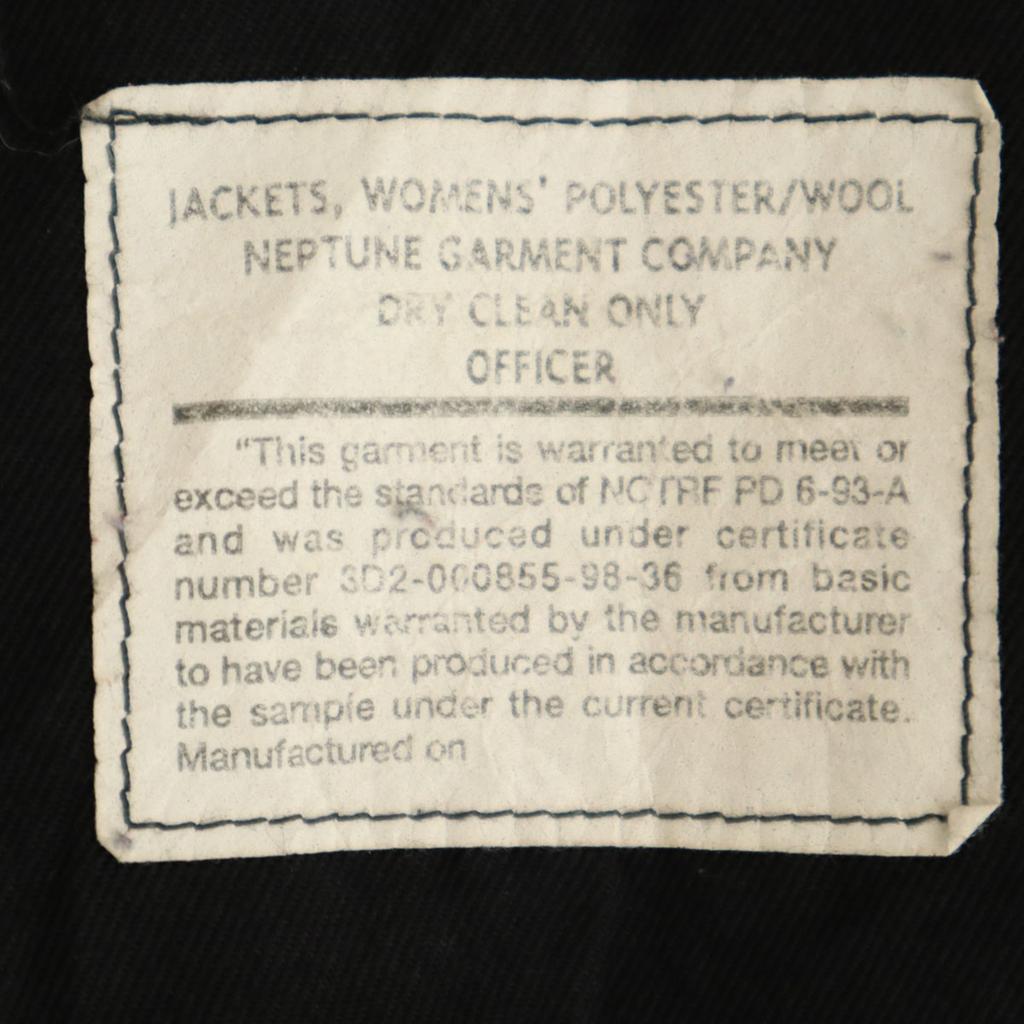 JACKETS, WOMENS' POLYESTER/WOOL
NEPTUNE GARMENT COMPANY
DRY CLEAN ONLY
OFFICER
"This garment is warranted to meet or
exceed the standards of NCTRF PD 6-93-A
and was produced under certificate
number 3D2-000855-98-36 from basic
materials warranted by the manufacturer
to have been produced in accordance with
the sample under the current certificate.
Manufactured on